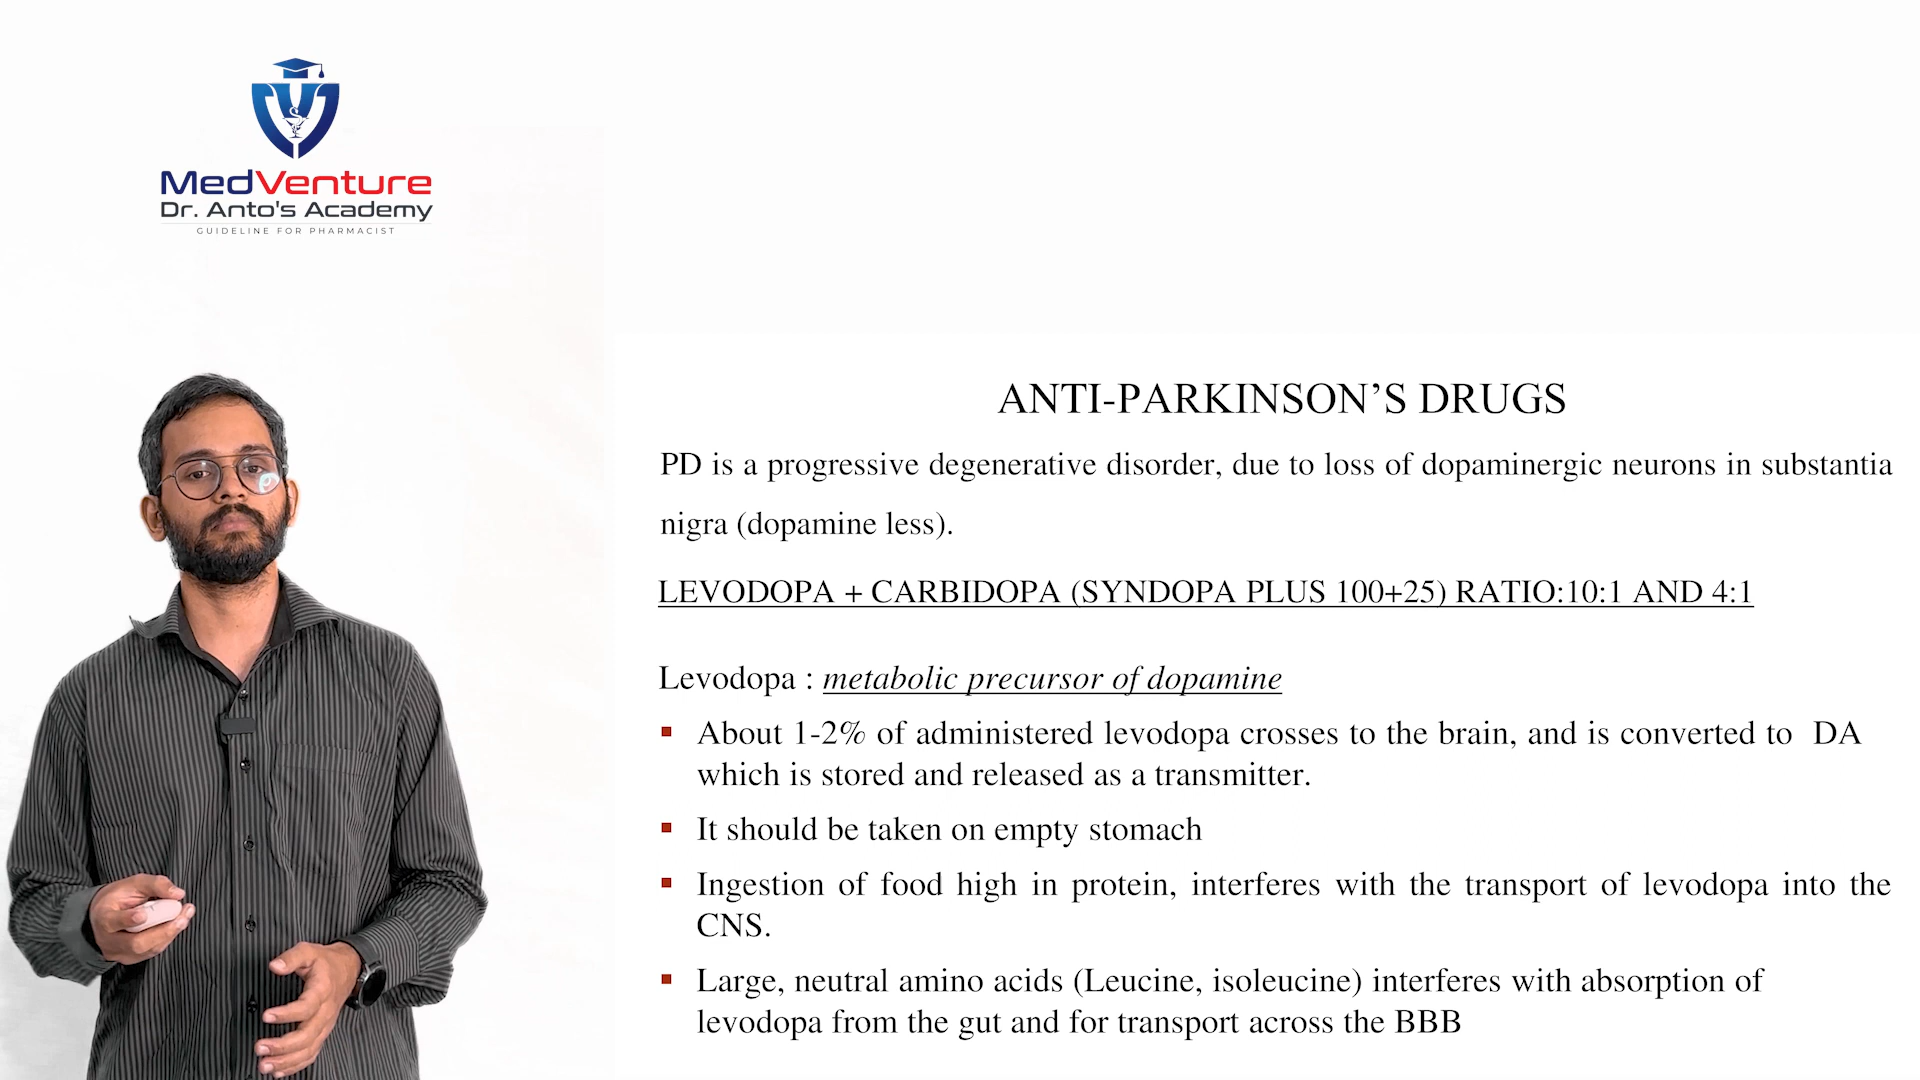 MedVenture
Dr. Anto's Academy
GUIDELINE FOR PHARMACIST
ANTI-PARKINSON’S DRUGS
PD is a progressive degenerative disorder, due to loss of dopaminergic neurons in substantia
nigra (dopamine less).
LEVODOPA + CARBIDOPA (SYNDOPA PLUS 100+25) RATIO:10:1 AND 4:1
Levodopa : metabolic precursor of dopamine
▪ About 1-2% of administered levodopa crosses to the brain, and is converted to DA
which is stored and released as a transmitter.
▪ It should be taken on empty stomach
▪ Ingestion of food high in protein, interferes with the transport of levodopa into the
CNS.
▪ Large, neutral amino acids (Leucine, isoleucine) interferes with absorption of
levodopa from the gut and for transport across the BBB